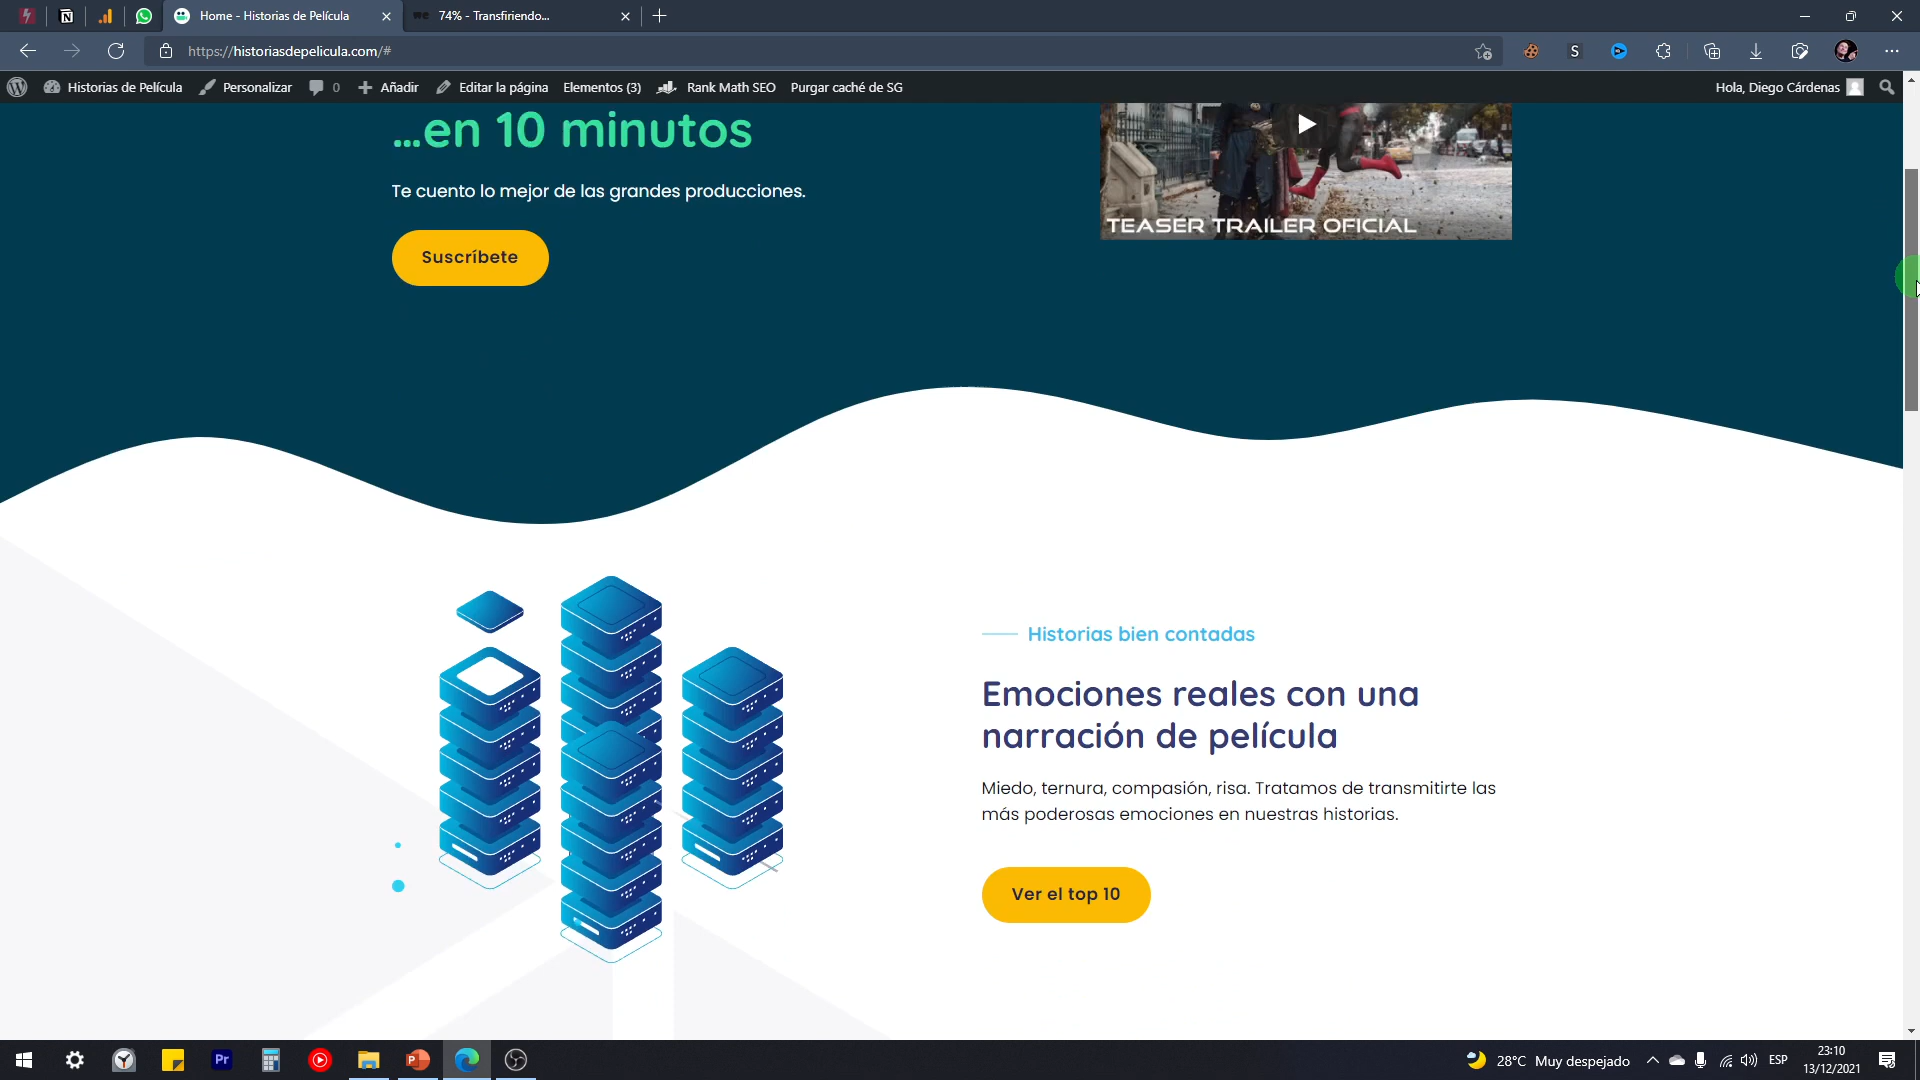 Home - Historias de Película
74% - Transfiriendo...
https://historiasdepelicula.com/#
S
Historias de Película
Personalizar
0
Añadir
Editar la página
Elementos (3)
Rank Math SEO
Purgar caché de SG
Hola, Diego Cárdenas
...en 10 minutos
Te cuento lo mejor de las grandes producciones.
Suscríbete
TEASER TRAILER OFICIAL
Historias bien contadas
Emociones reales con una
narración de película
Miedo, ternura, compasión, risa. Tratamos de transmitirte las
más poderosas emociones en nuestras historias.
Ver el top 10
Pr
P
28°C Muy despejado
ESP
23:10
13/12/2021